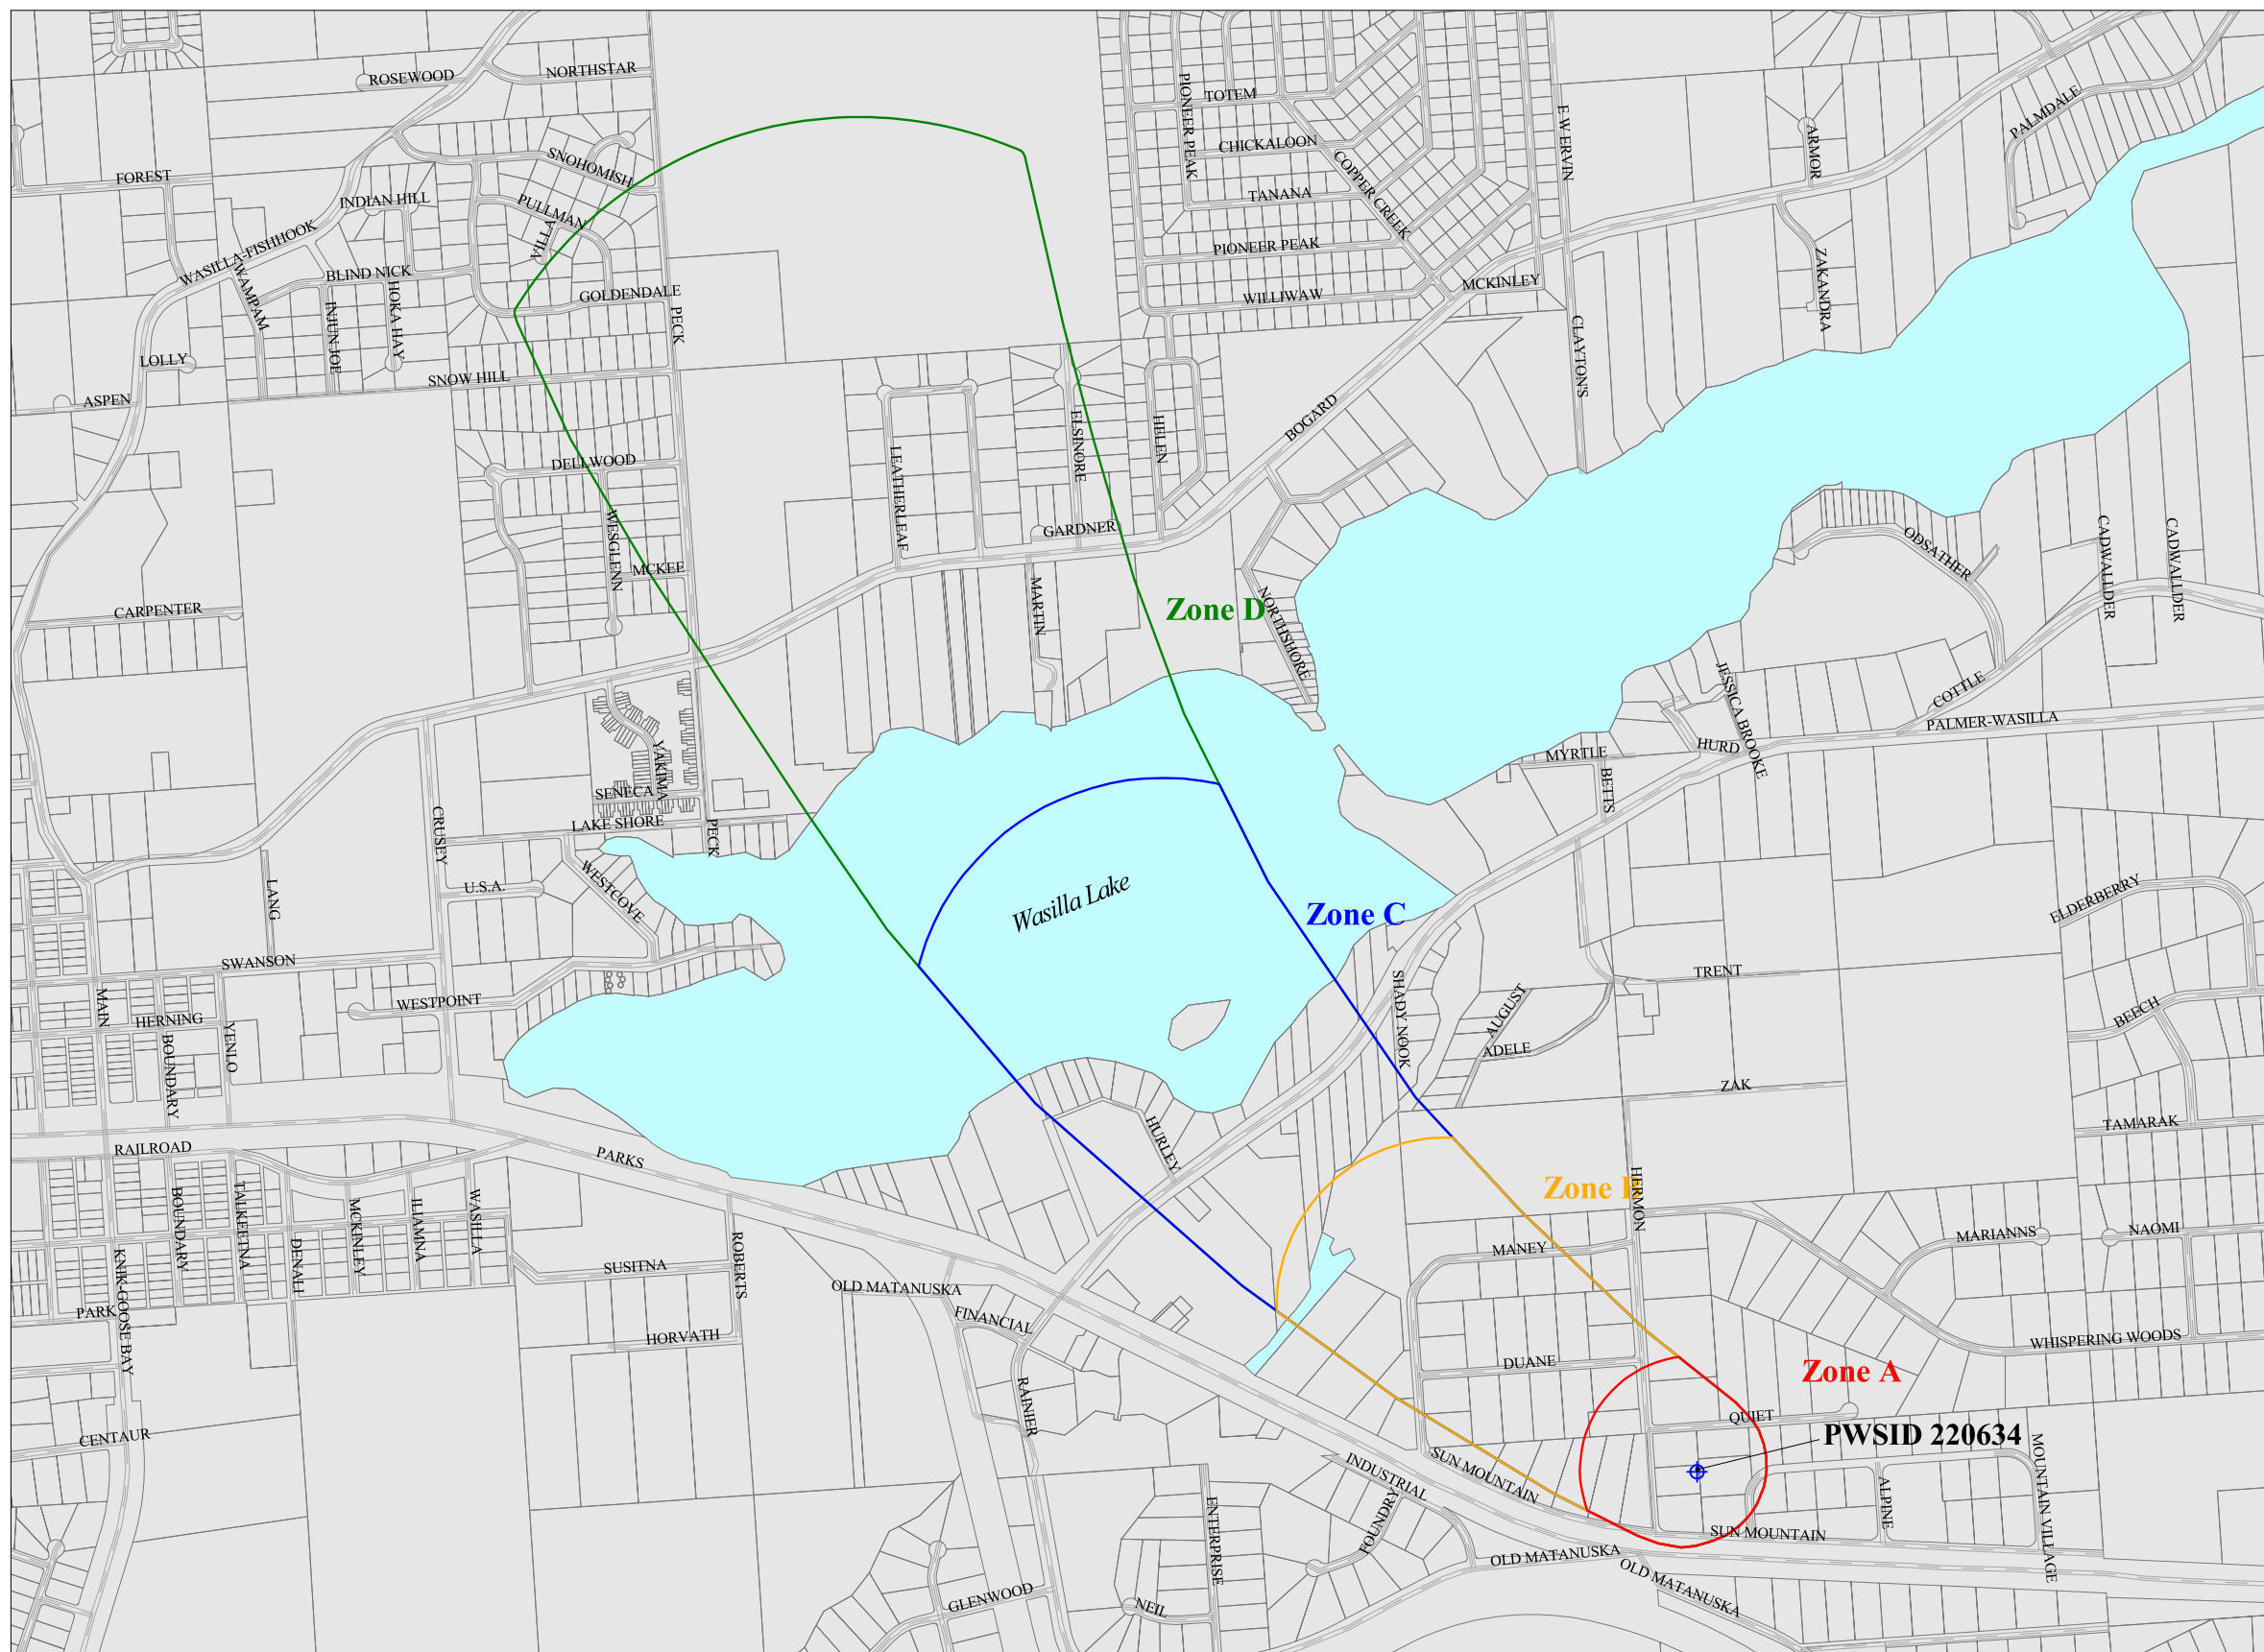 ROSEWOOD
NORTHSTAR
PIONEER PEAK
TOTEM
E W ERVIN
ARMOR
PALMDALE
SNOHOMISH
CHICKALOON
COPPER CREEK
FOREST
INDIAN HILL
PULLMAN
VILLA
TANANA
WASILLA-FISHHOOK
WAMPAM
BLIND NICK
HOKA HAY
INJUN JOE
GOLDENDALE
PECK
PIONEER PEAK
WILLIWAW
MCKINLEY
ZAKANDRA
CLAYTON'S
LOLLY
ASPEN
SNOW HILL
BOGARD
HELEN
ELSINORE
LEATHERLEAF
DELLWOOD
WESGLENN
MCKEE
GARDNER
MARTIN
CARPENTER
Zone D
NORTHSHORE
ODSATHER
CADWALLDER
CADWALLDER
COTTLE
JESSICA BROOKE
PALMER-WASILLA
HURD
MYRTLE
BETTS
YAKIMA
SENECA
LAKE SHORE
PECK
CRUSEY
WESTCOVE
U.S.A.
LANG
Wasilla Lake
Zone C
ELDERBERRY
SWANSON
WESTPOINT
MAIN
HERNING
BOUNDARY
YENLO
SHADY NOOK
AUGUST
ADELE
TRENT
BEECH
ZAK
TAMARAK
HURLEY
RAILROAD
PARKS
BOUNDARY
TALKEETNA
DENALI
MCKINLEY
ILIAMNA
WASILLA
ROBERTS
SUSITNA
HORVATH
KNIK-GOOSE BAY
PARK
CENTAUR
OLD MATANUSKA
FINANCIAL
RAINIER
Zone B
HERMON
MANEY
DUANE
MARIANNS
NAOMI
WHISPERING WOODS
Zone A
QUIET
PWSID 220634
SUN MOUNTAIN
INDUSTRIAL
FOUNDRY
ENTERPRISE
SUN MOUNTAIN
ALPINE
MOUNTAIN VILLAGE
OLD MATANUSKA
OLD MATANUSKA
GLENWOOD
NEIL